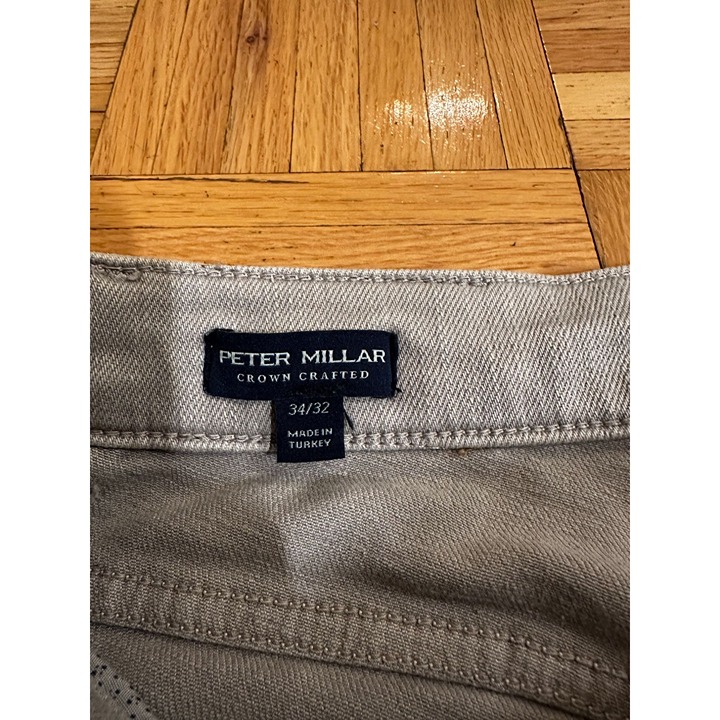 PETER MILLAR
CROWN CRAFTED
34/32
MADE IN
TURKEY